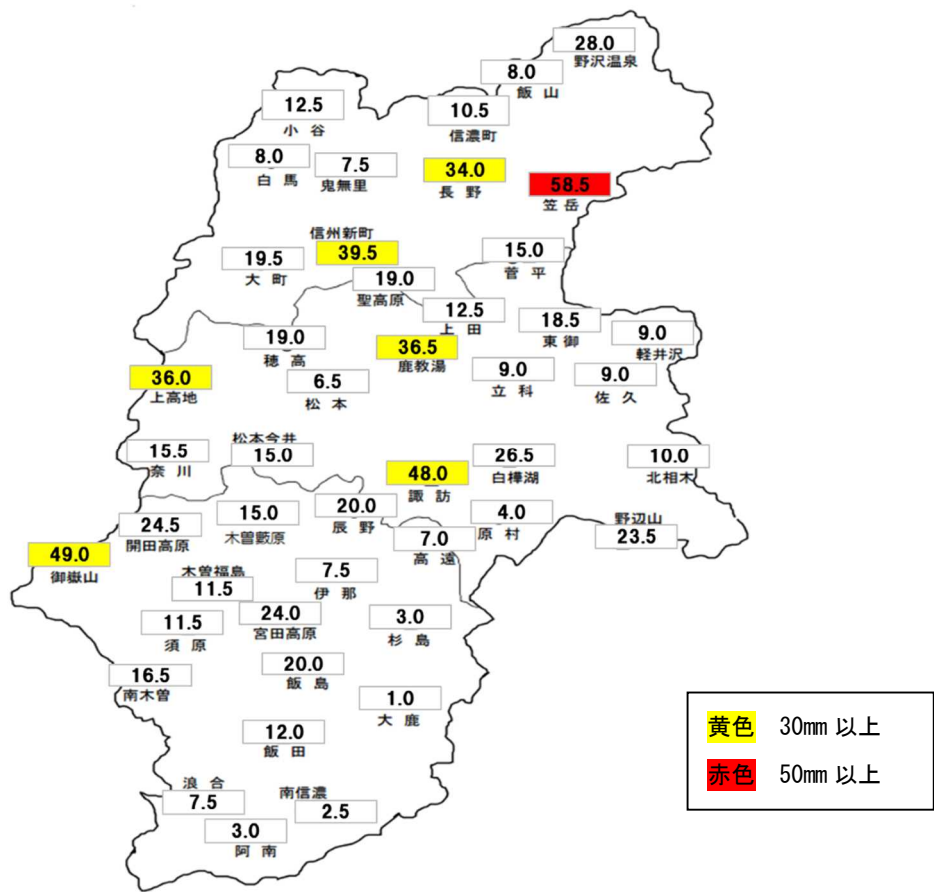 28.0
野沢温泉
8.0
飯山
12.5
小谷
10.5
信濃町
8.0
白馬
7.5
鬼無里
34.0
長野
58.5
笠岳
信州新町
39.5
19.5
大町
15.0
菅平
19.0
聖高原
12.5
上田
18.5
東御
9.0
軽井沢
19.0
穂高
36.5
鹿教湯
36.0
上高地
6.5
松本
9.0
立科
9.0
佐久
15.5
奈川
松本今井
15.0
48.0
諏訪
26.5
白樺湖
10.0
北相木
24.5
開田高原
15.0
木曽藪原
20.0
辰野
7.0
高遠
4.0
原村
野辺山
23.5
49.0
御嶽山
木曽福島
11.5
7.5
伊那
11.5
須原
24.0
宮田高原
3.0
杉島
16.5
南木曽
20.0
飯島
1.0
大鹿
12.0
飯田
浪合
7.5
南信濃
2.5
3.0
阿南
黄色 30mm 以上
赤色 50mm 以上